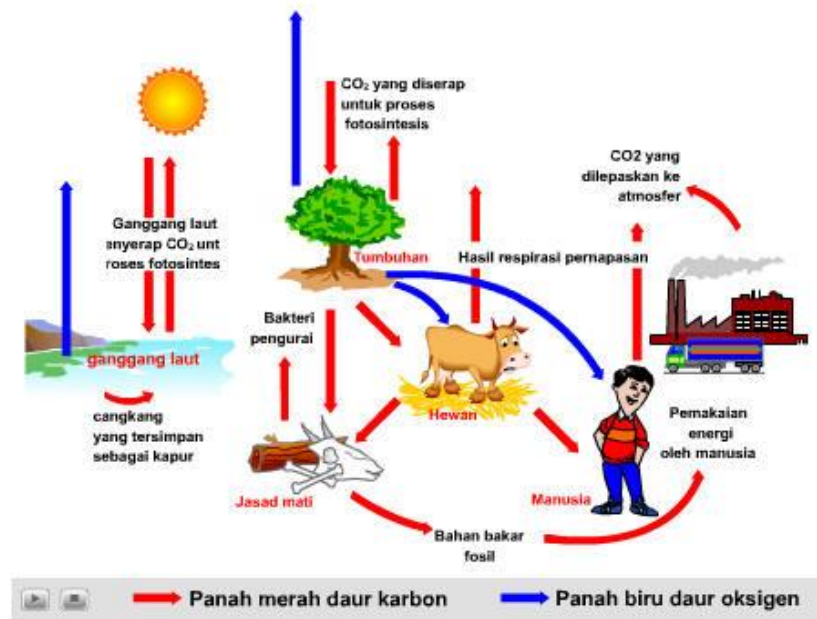 CO₂ yang diserap
untuk proses
fotosintesis
CO2 yang
dilepaskan ke
atmosfer
Ganggang laut
enyerap CO₂ unt
roses fotosintes
Tumbuhan
Hasil respirasi pernapasan
Bakteri
pengurai
ganggang laut
cangkang
yang tersimpan
sebagai kapur
Hewan
Pemakaian
energi
oleh manusia
Jasad mati
Manusia
Bahan bakar
fosil
Panah merah daur karbon
Panah biru daur oksigen